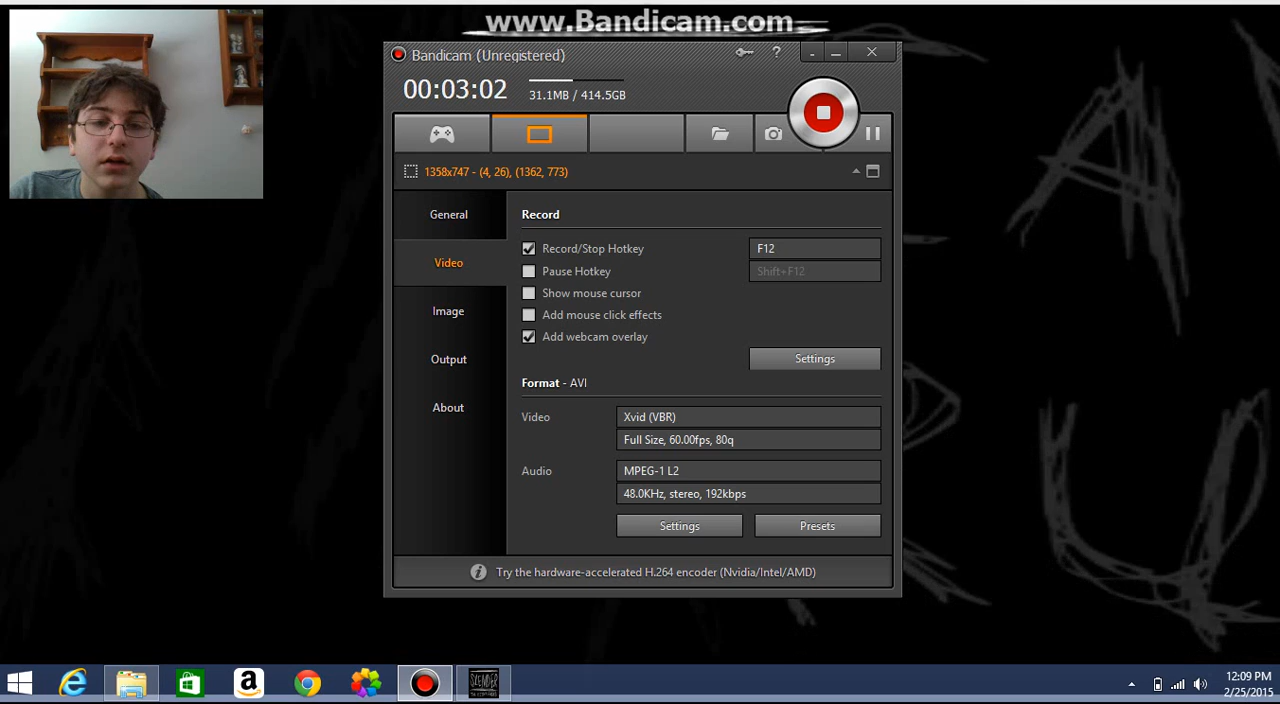 www.Bandicam.com
Bandicam (Unregistered)
?
00:03:02
31.1MB / 414.5GB
1358x747 - (4, 26), (1362, 773)
General
Video
Image
Output
About
Record
Record/Stop Hotkey
F12
Pause Hotkey
Shift+F12
Show mouse cursor
Add mouse click effects
Add webcam overlay
Settings
Format - AVI
Video
Xvid (VBR)
Full Size, 60.00fps, 80q
Audio
MPEG-1 L2
48.0KHz, stereo, 192kbps
Settings
Presets
Try the hardware-accelerated H.264 encoder (Nvidia/Intel/AMD)
SLENDER
12:09 PM
2/25/2015